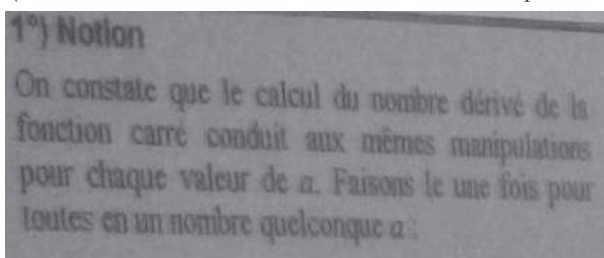 1°) Notion
On constate que le calcul du nombre dérivé de la
fonction carré conduit aux mêmes manipulations
pour chaque valeur de a. Faisons le une fois pour
toutes en un nombre quelconque a :